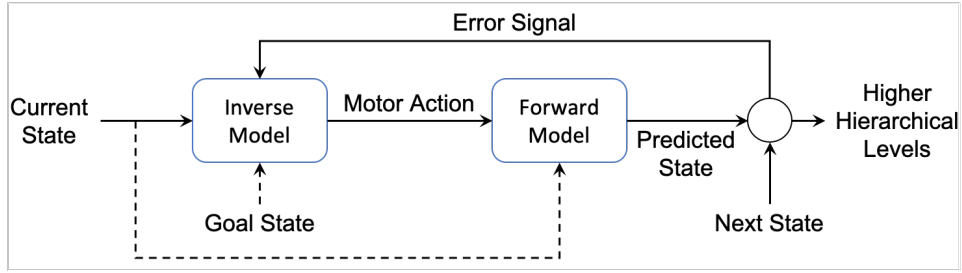 Error Signal
Current
State
Inverse
Model
Motor Action
Forward
Model
Predicted
State
Higher
Hierarchical
Levels
Goal State
Next State